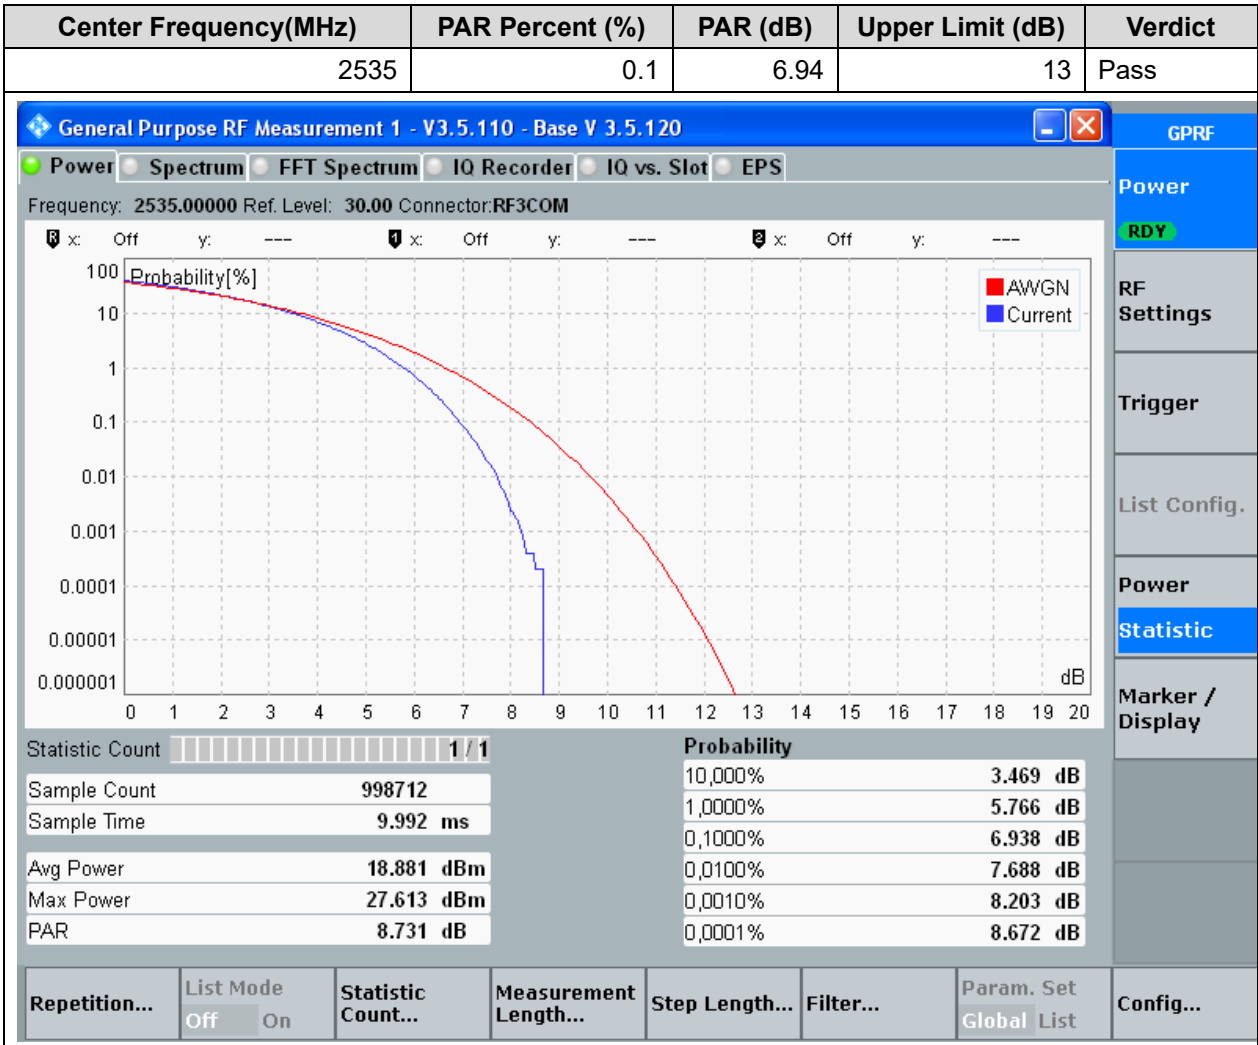 Center Frequency(MHz) PAR Percent (%) PAR (dB) Upper Limit (dB) Verdict
2535 0.1 6.94 13 Pass
General Purpose RF Measurement 1 - V3.5.110 - Base V 3.5.120
GPRF
Power Spectrum FFT Spectrum IQ Recorder IQ vs. Slot EPS
Power
RDY
Frequency: 2535.00000 Ref. Level: 30.00 Connector:RF3COM
R x: Off y: --- 1 x: Off y: --- 2 x: Off y: ---
Probability[%]
AWGN
Current
100
10
1
0.1
0.01
0.001
0.0001
0.00001
0.000001
dB
0 1 2 3 4 5 6 7 8 9 10 11 12 13 14 15 16 17 18 19 20
RF
Settings
Trigger
List Config.
Power
Statistic
Marker /
Display
Statistic Count 1 / 1
Sample Count 998712
Sample Time 9.992 ms
Avg Power 18.881 dBm
Max Power 27.613 dBm
PAR 8.731 dB
Probability
10,000% 3.469 dB
1,0000% 5.766 dB
0,1000% 6.938 dB
0,0100% 7.688 dB
0,0010% 8.203 dB
0,0001% 8.672 dB
Repetition...
List Mode
Off On
Statistic
Count...
Measurement
Length...
Step Length...
Filter...
Param. Set
Global List
Config...